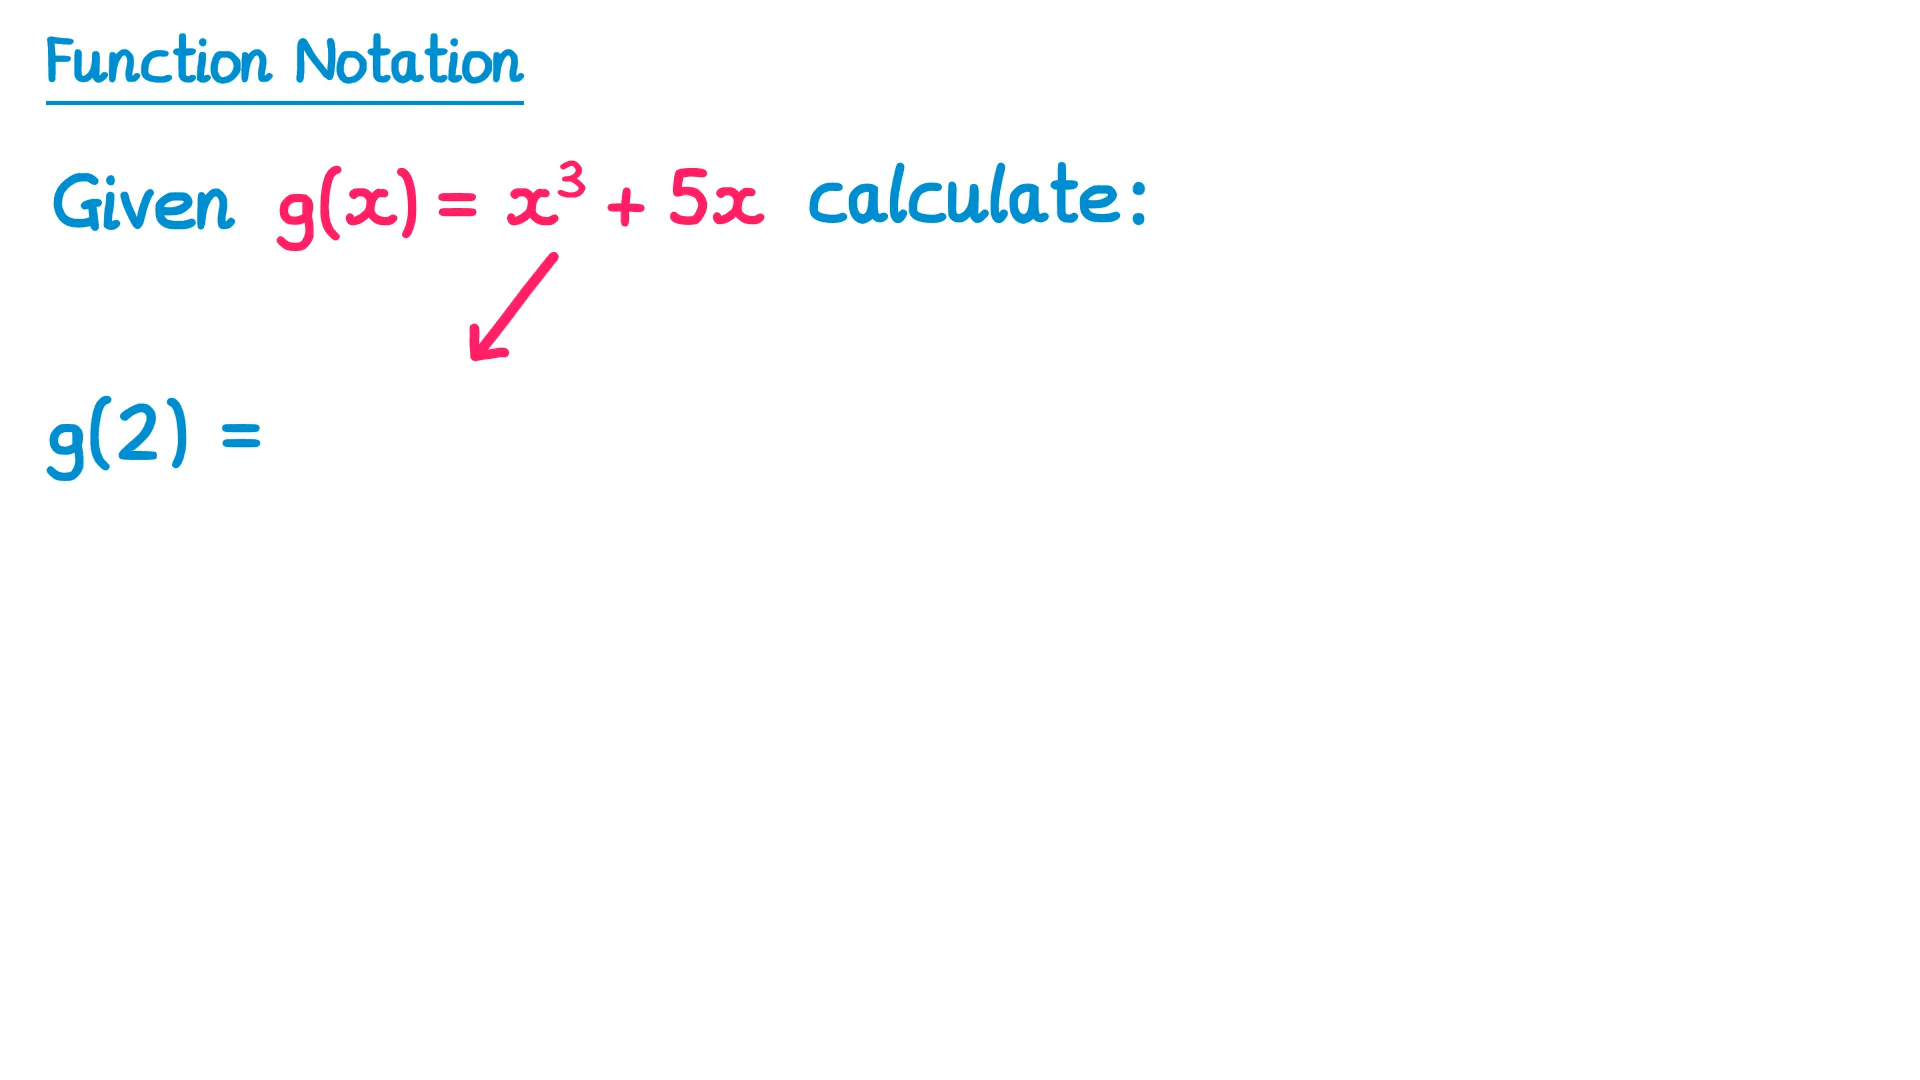 Function Notation
Given g(x) = x³ + 5x calculate:
g(2) =